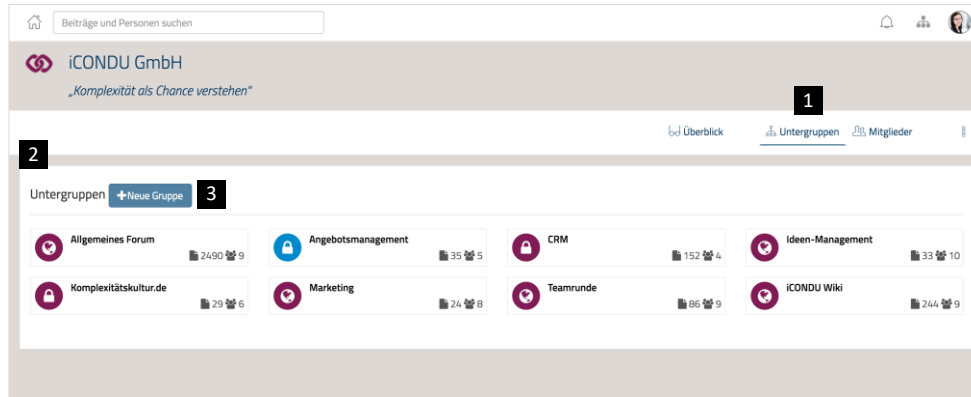 Beiträge und Personen suchen
iCONDU GmbH
„Komplexität als Chance verstehen“
1
Überblick Untergruppen Mitglieder
2
Untergruppen +Neue Gruppe 3
Allgemeines Forum
2490 9
Angebotsmanagement
35 5
CRM
152 4
Ideen-Management
33 10
Komplexitätskultur.de
29 6
Marketing
24 8
Teamrunde
86 9
iCONDU Wiki
244 9